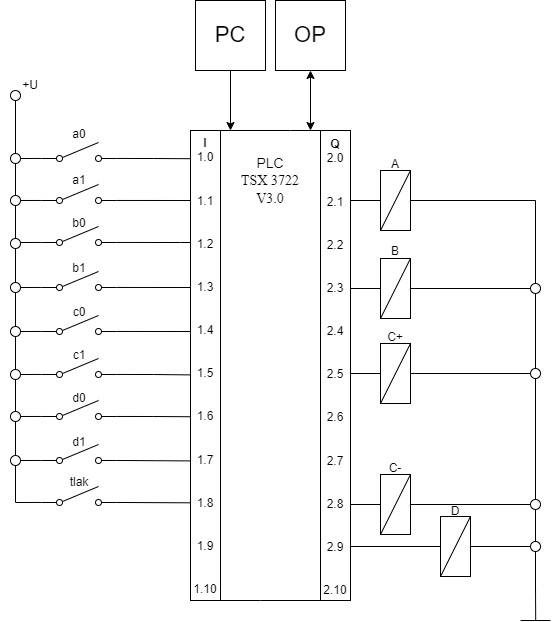 PC
OP
+U
a0
a1
b0
b1
c0
c1
d0
d1
tlak
I
1.0
1.1
1.2
1.3
1.4
1.5
1.6
1.7
1.8
1.9
1.10
PLC
TSX 3722
V3.0
Q
2.0
2.1
2.2
2.3
2.4
2.5
2.6
2.7
2.8
2.9
2.10
A
B
C+
C-
D